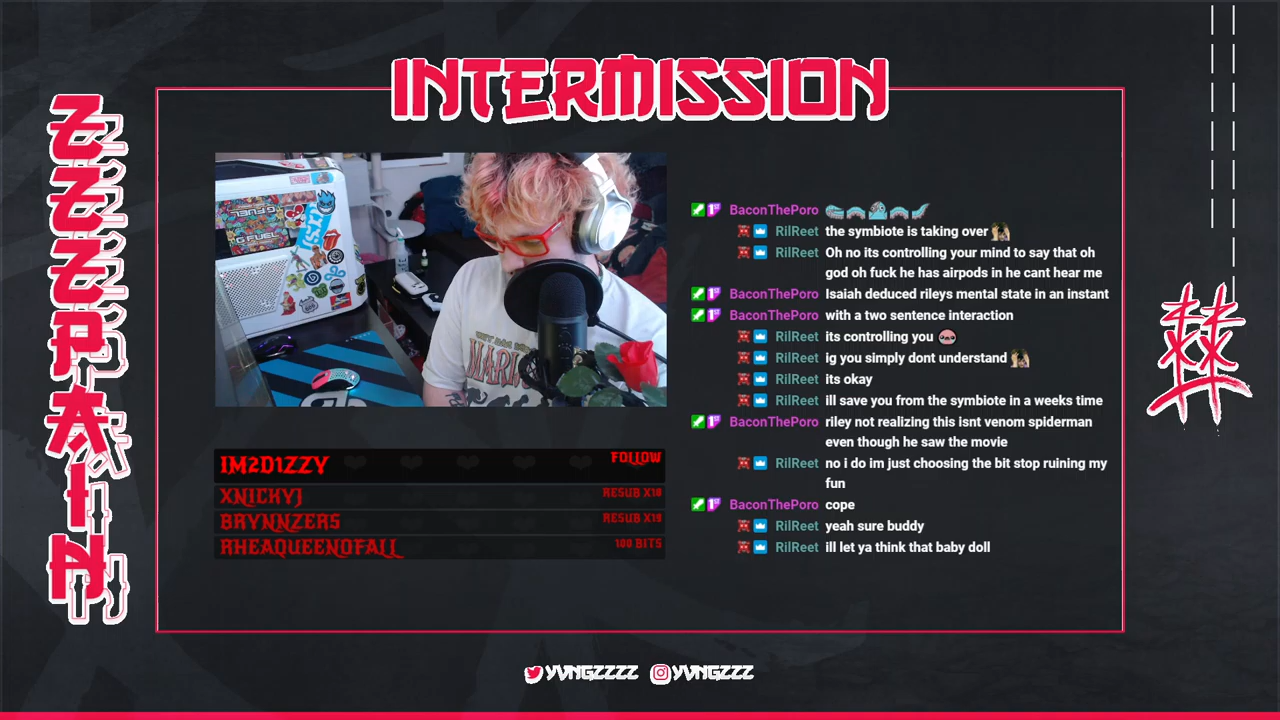 INTERMISSION
ZZZZPAIN
BaconThePoro
RilReet the symbiote is taking over
RilReet Oh no its controlling your mind to say that oh
god oh fuck he has airpods in he cant hear me
BaconThePoro Isaiah deduced rileys mental state in an instant
BaconThePoro with a two sentence interaction
RilReet its controlling you
RilReet ig you simply dont understand
RilReet its okay
RilReet ill save you from the symbiote in a weeks time
BaconThePoro riley not realizing this isnt venom spiderman
even though he saw the movie
RilReet no i do im just choosing the bit stop ruining my
fun
BaconThePoro cope
RilReet yeah sure buddy
RilReet ill let ya think that baby doll
G FUEL
IM2D1ZZY FOLLOW
XNICKYJ RESUB X18
BRYNNZERS RESUB X19
RHEAQUEENOFALL 100 BITS
YVNGZZZZ YVNGZZZ